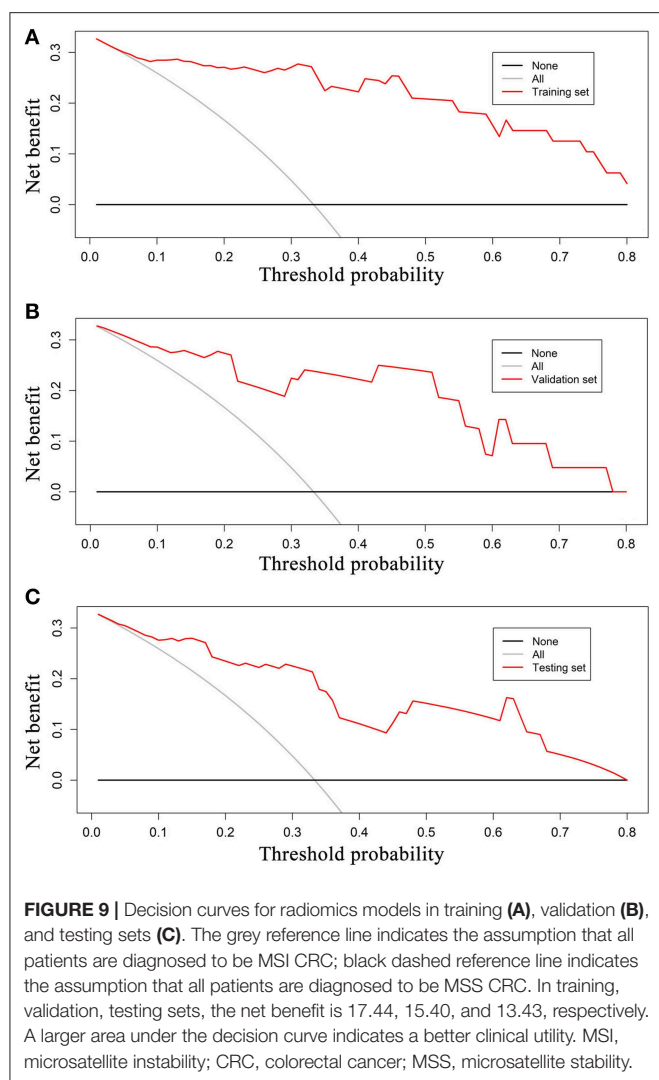 A
Net benefit
0.3
0.2
0.1
0.0
None
All
Training set
0.0 0.1 0.2 0.3 0.4 0.5 0.6 0.7 0.8
Threshold probability
B
Net benefit
0.3
0.2
0.1
0.0
None
All
Validation set
0.0 0.1 0.2 0.3 0.4 0.5 0.6 0.7 0.8
Threshold probability
C
Net benefit
0.3
0.2
0.1
0.0
None
All
Testing set
0.0 0.1 0.2 0.3 0.4 0.5 0.6 0.7 0.8
Threshold probability
FIGURE 9 | Decision curves for radiomics models in training (A), validation (B),
and testing sets (C). The grey reference line indicates the assumption that all
patients are diagnosed to be MSI CRC; black dashed reference line indicates
the assumption that all patients are diagnosed to be MSS CRC. In training,
validation, testing sets, the net benefit is 17.44, 15.40, and 13.43, respectively.
A larger area under the decision curve indicates a better clinical utility. MSI,
microsatellite instability; CRC, colorectal cancer; MSS, microsatellite stability.